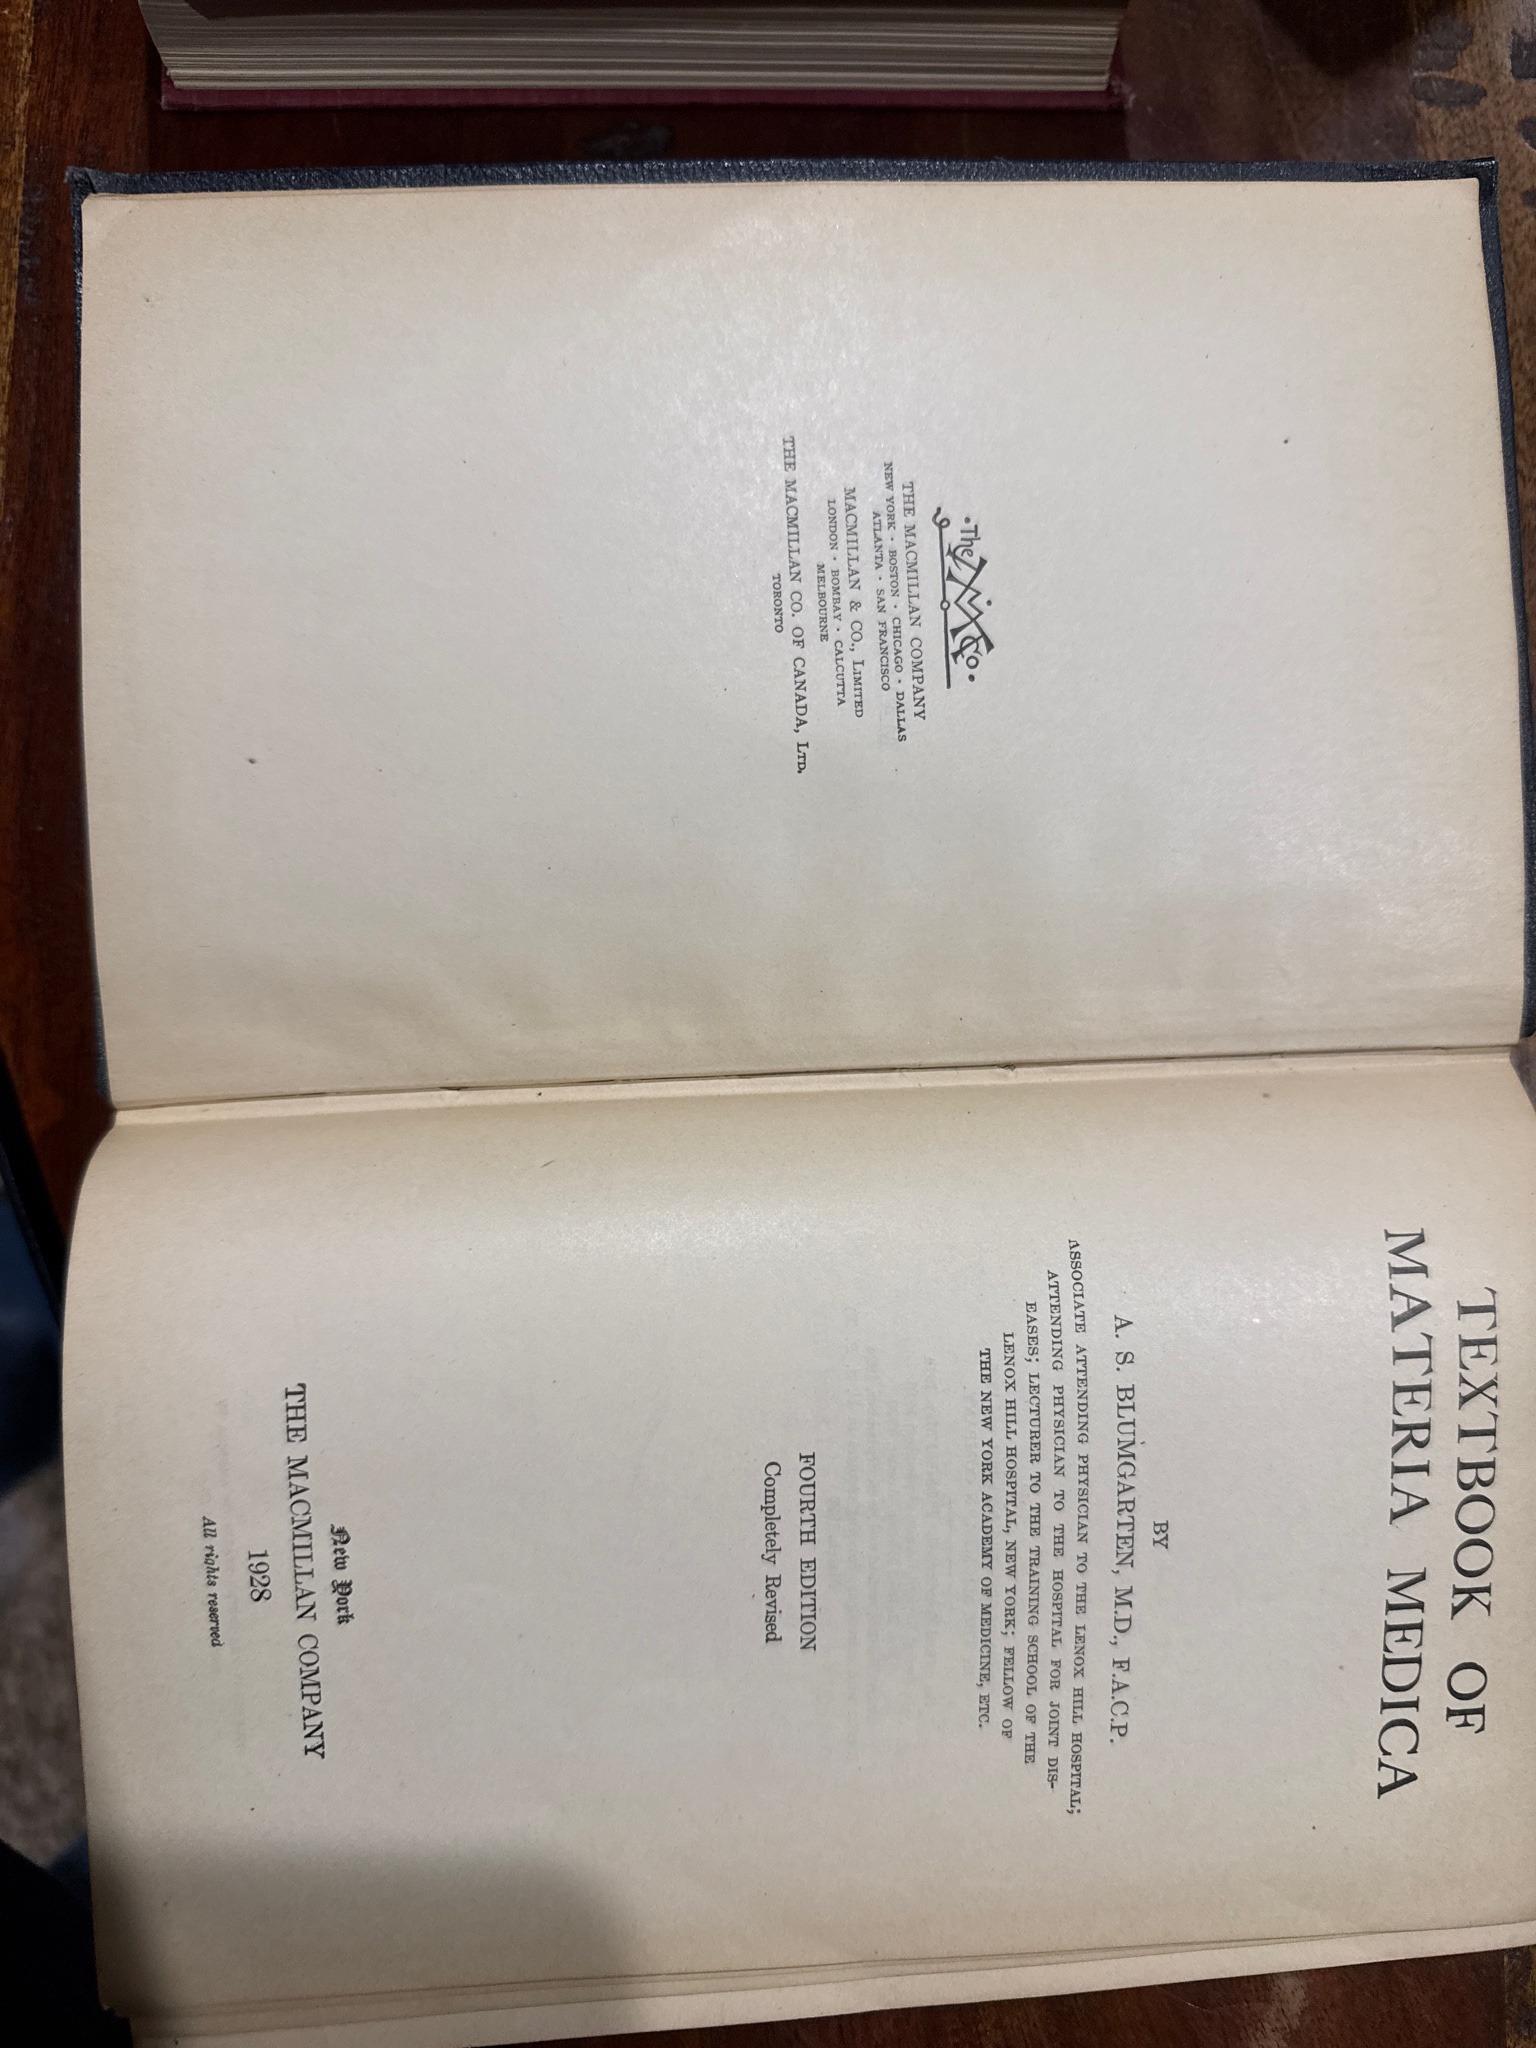 The MM Co.
THE MACMILLAN COMPANY
NEW YORK · BOSTON · CHICAGO · DALLAS
ATLANTA · SAN FRANCISCO
MACMILLAN & CO., LIMITED
LONDON · BOMBAY · CALCUTTA
MELBOURNE
THE MACMILLAN CO. OF CANADA, LTD.
TORONTO
TEXTBOOK OF
MATERIA MEDICA
BY
A. S. BLUMGARTEN, M.D., F.A.C.P.
ASSOCIATE ATTENDING PHYSICIAN TO THE LENOX HILL HOSPITAL;
ATTENDING PHYSICIAN TO THE HOSPITAL FOR JOINT DIS-
EASES; LECTURER TO THE TRAINING SCHOOL OF THE
LENOX HILL HOSPITAL, NEW YORK; FELLOW OF
THE NEW YORK ACADEMY OF MEDICINE, ETC.
FOURTH EDITION
Completely Revised
New York
THE MACMILLAN COMPANY
1928
All rights reserved